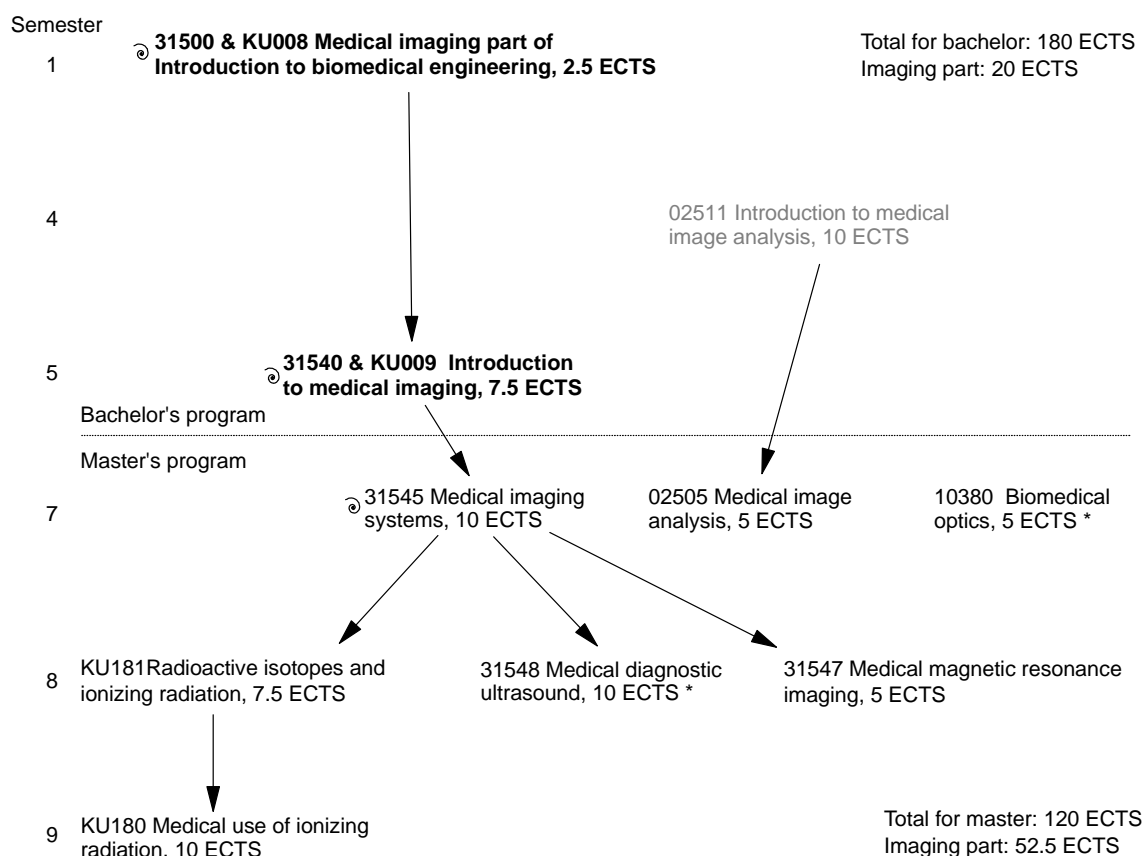 Semester
1
31500 & KU008 Medical imaging part of
Introduction to biomedical engineering, 2.5 ECTS
Total for bachelor: 180 ECTS
Imaging part: 20 ECTS
4
02511 Introduction to medical
image analysis, 10 ECTS
5
31540 & KU009 Introduction
to medical imaging, 7.5 ECTS
Bachelor's program
Master's program
7
31545 Medical imaging
systems, 10 ECTS
02505 Medical image
analysis, 5 ECTS
10380 Biomedical
optics, 5 ECTS *
8
KU181Radioactive isotopes and
ionizing radiation, 7.5 ECTS
31548 Medical diagnostic
ultrasound, 10 ECTS *
31547 Medical magnetic resonance
imaging, 5 ECTS
9
KU180 Medical use of ionizing
radiation, 10 ECTS
Total for master: 120 ECTS
Imaging part: 52.5 ECTS